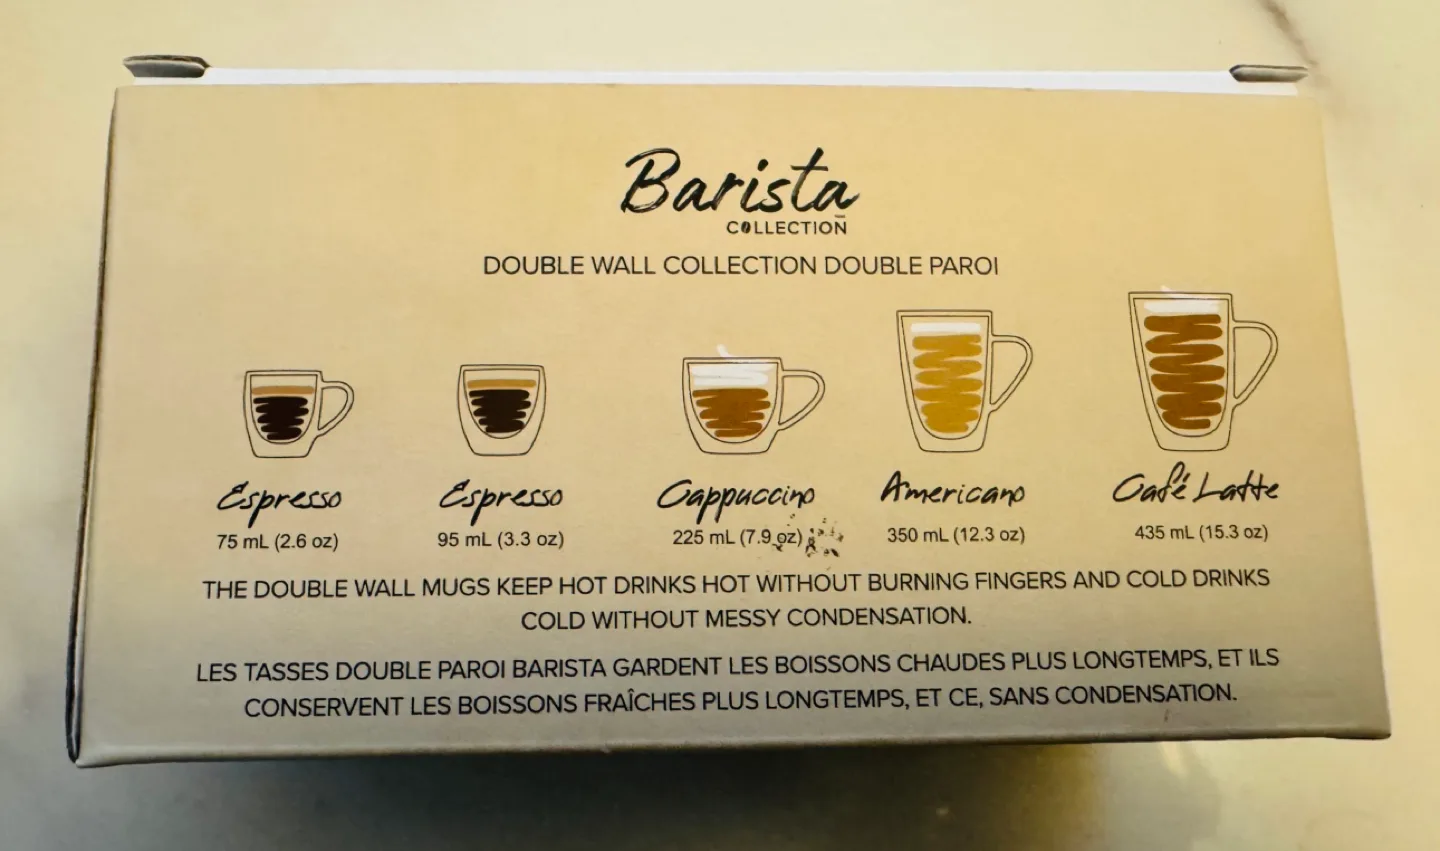 Barista
COLLECTION
DOUBLE WALL COLLECTION DOUBLE PAROI
Espresso
75 mL (2.6 oz)
Espresso
95 mL (3.3 oz)
Cappuccino
225 mL (7.9 oz)
Americano
350 mL (12.3 oz)
Café Latte
435 mL (15.3 oz)
THE DOUBLE WALL MUGS KEEP HOT DRINKS HOT WITHOUT BURNING FINGERS AND COLD DRINKS
COLD WITHOUT MESSY CONDENSATION.
LES TASSES DOUBLE PAROI BARISTA GARDENT LES BOISSONS CHAUDES PLUS LONGTEMPS, ET ILS
CONSERVENT LES BOISSONS FRAÎCHES PLUS LONGTEMPS, ET CE, SANS CONDENSATION.